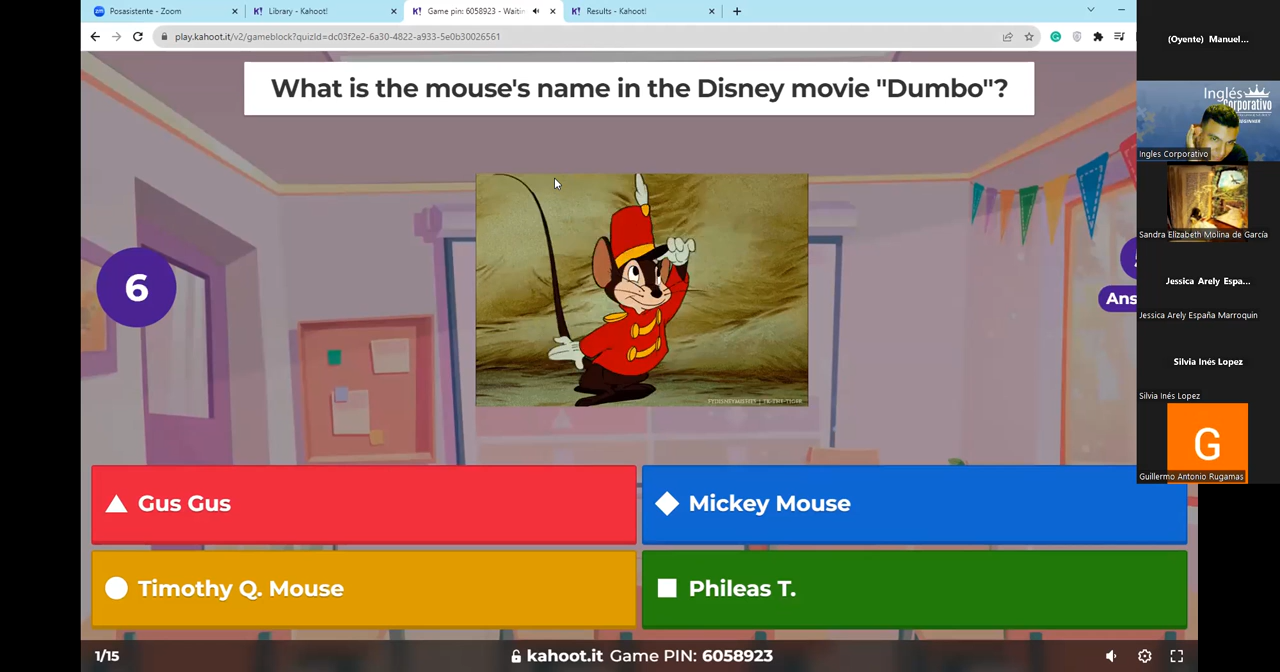 Posasistente - Zoom
Library - Kahoot!
Game pin: 6058923 - Waitin
Results - Kahoot!
play.kahoot.it/v2/gameblock?quizId=dc03f2e2-6a30-4822-a933-5e0b30026561
What is the mouse's name in the Disney movie "Dumbo"?
6
Ans
Gus Gus
Mickey Mouse
Timothy Q. Mouse
Phileas T.
1/15
kahoot.it Game PIN: 6058923
(Oyente) Manuel...
Inglés
Corporativo
Ingles Corporativo
Sandra Elizabeth Molina de García
Jessica Arely Espa...
Jessica Arely España Marroquin
Silvia Inés Lopez
Silvia Inés Lopez
G
Guillermo Antonio Rugamas